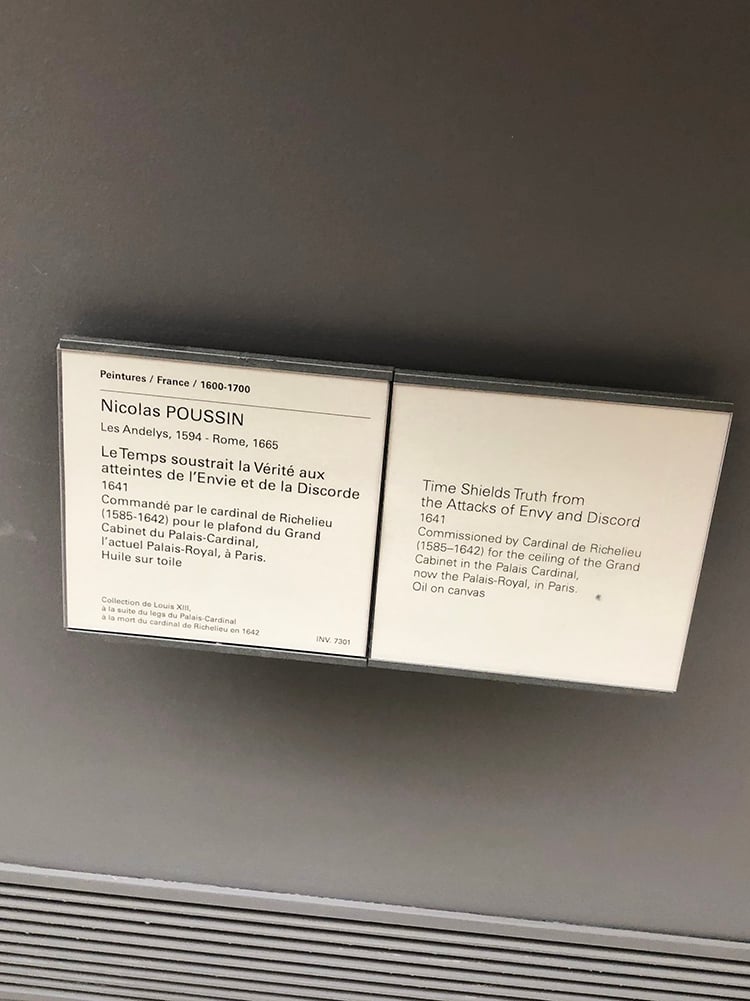 Peintures / France / 1600-1700
Nicolas POUSSIN
Les Andelys, 1594 - Rome, 1665
Le Temps soustrait la Vérité aux
atteintes de l'Envie et de la Discorde
1641
Commandé par le cardinal de Richelieu
(1585-1642) pour le plafond du Grand
Cabinet du Palais-Cardinal,
l'actuel Palais-Royal, à Paris.
Huile sur toile
Collection de Louis XIII,
à la suite du legs du Palais-Cardinal
à la mort du cardinal de Richelieu en 1642
INV. 7301
Time Shields Truth from
the Attacks of Envy and Discord
1641
Commissioned by Cardinal de Richelieu
(1585–1642) for the ceiling of the Grand
Cabinet in the Palais Cardinal,
now the Palais-Royal, in Paris.
Oil on canvas